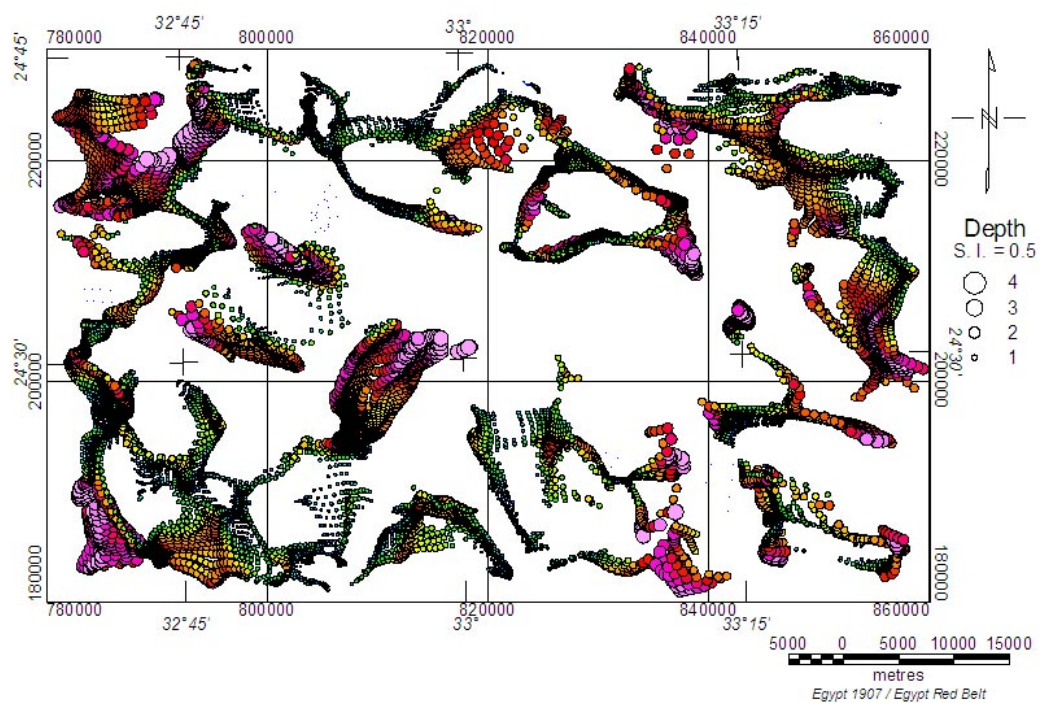 32°45' 33° 33°15'
780000 800000 820000 840000 860000
24°45'
220000 220000
N
Depth
S. I. = 0.5
4
3
2
1
24°30' 24°30'
200000 200000
180000 180000
780000 800000 820000 840000 860000
32°45' 33° 33°15'
5000 0 5000 10000 15000
metres
Egypt 1907 / Egypt Red Belt